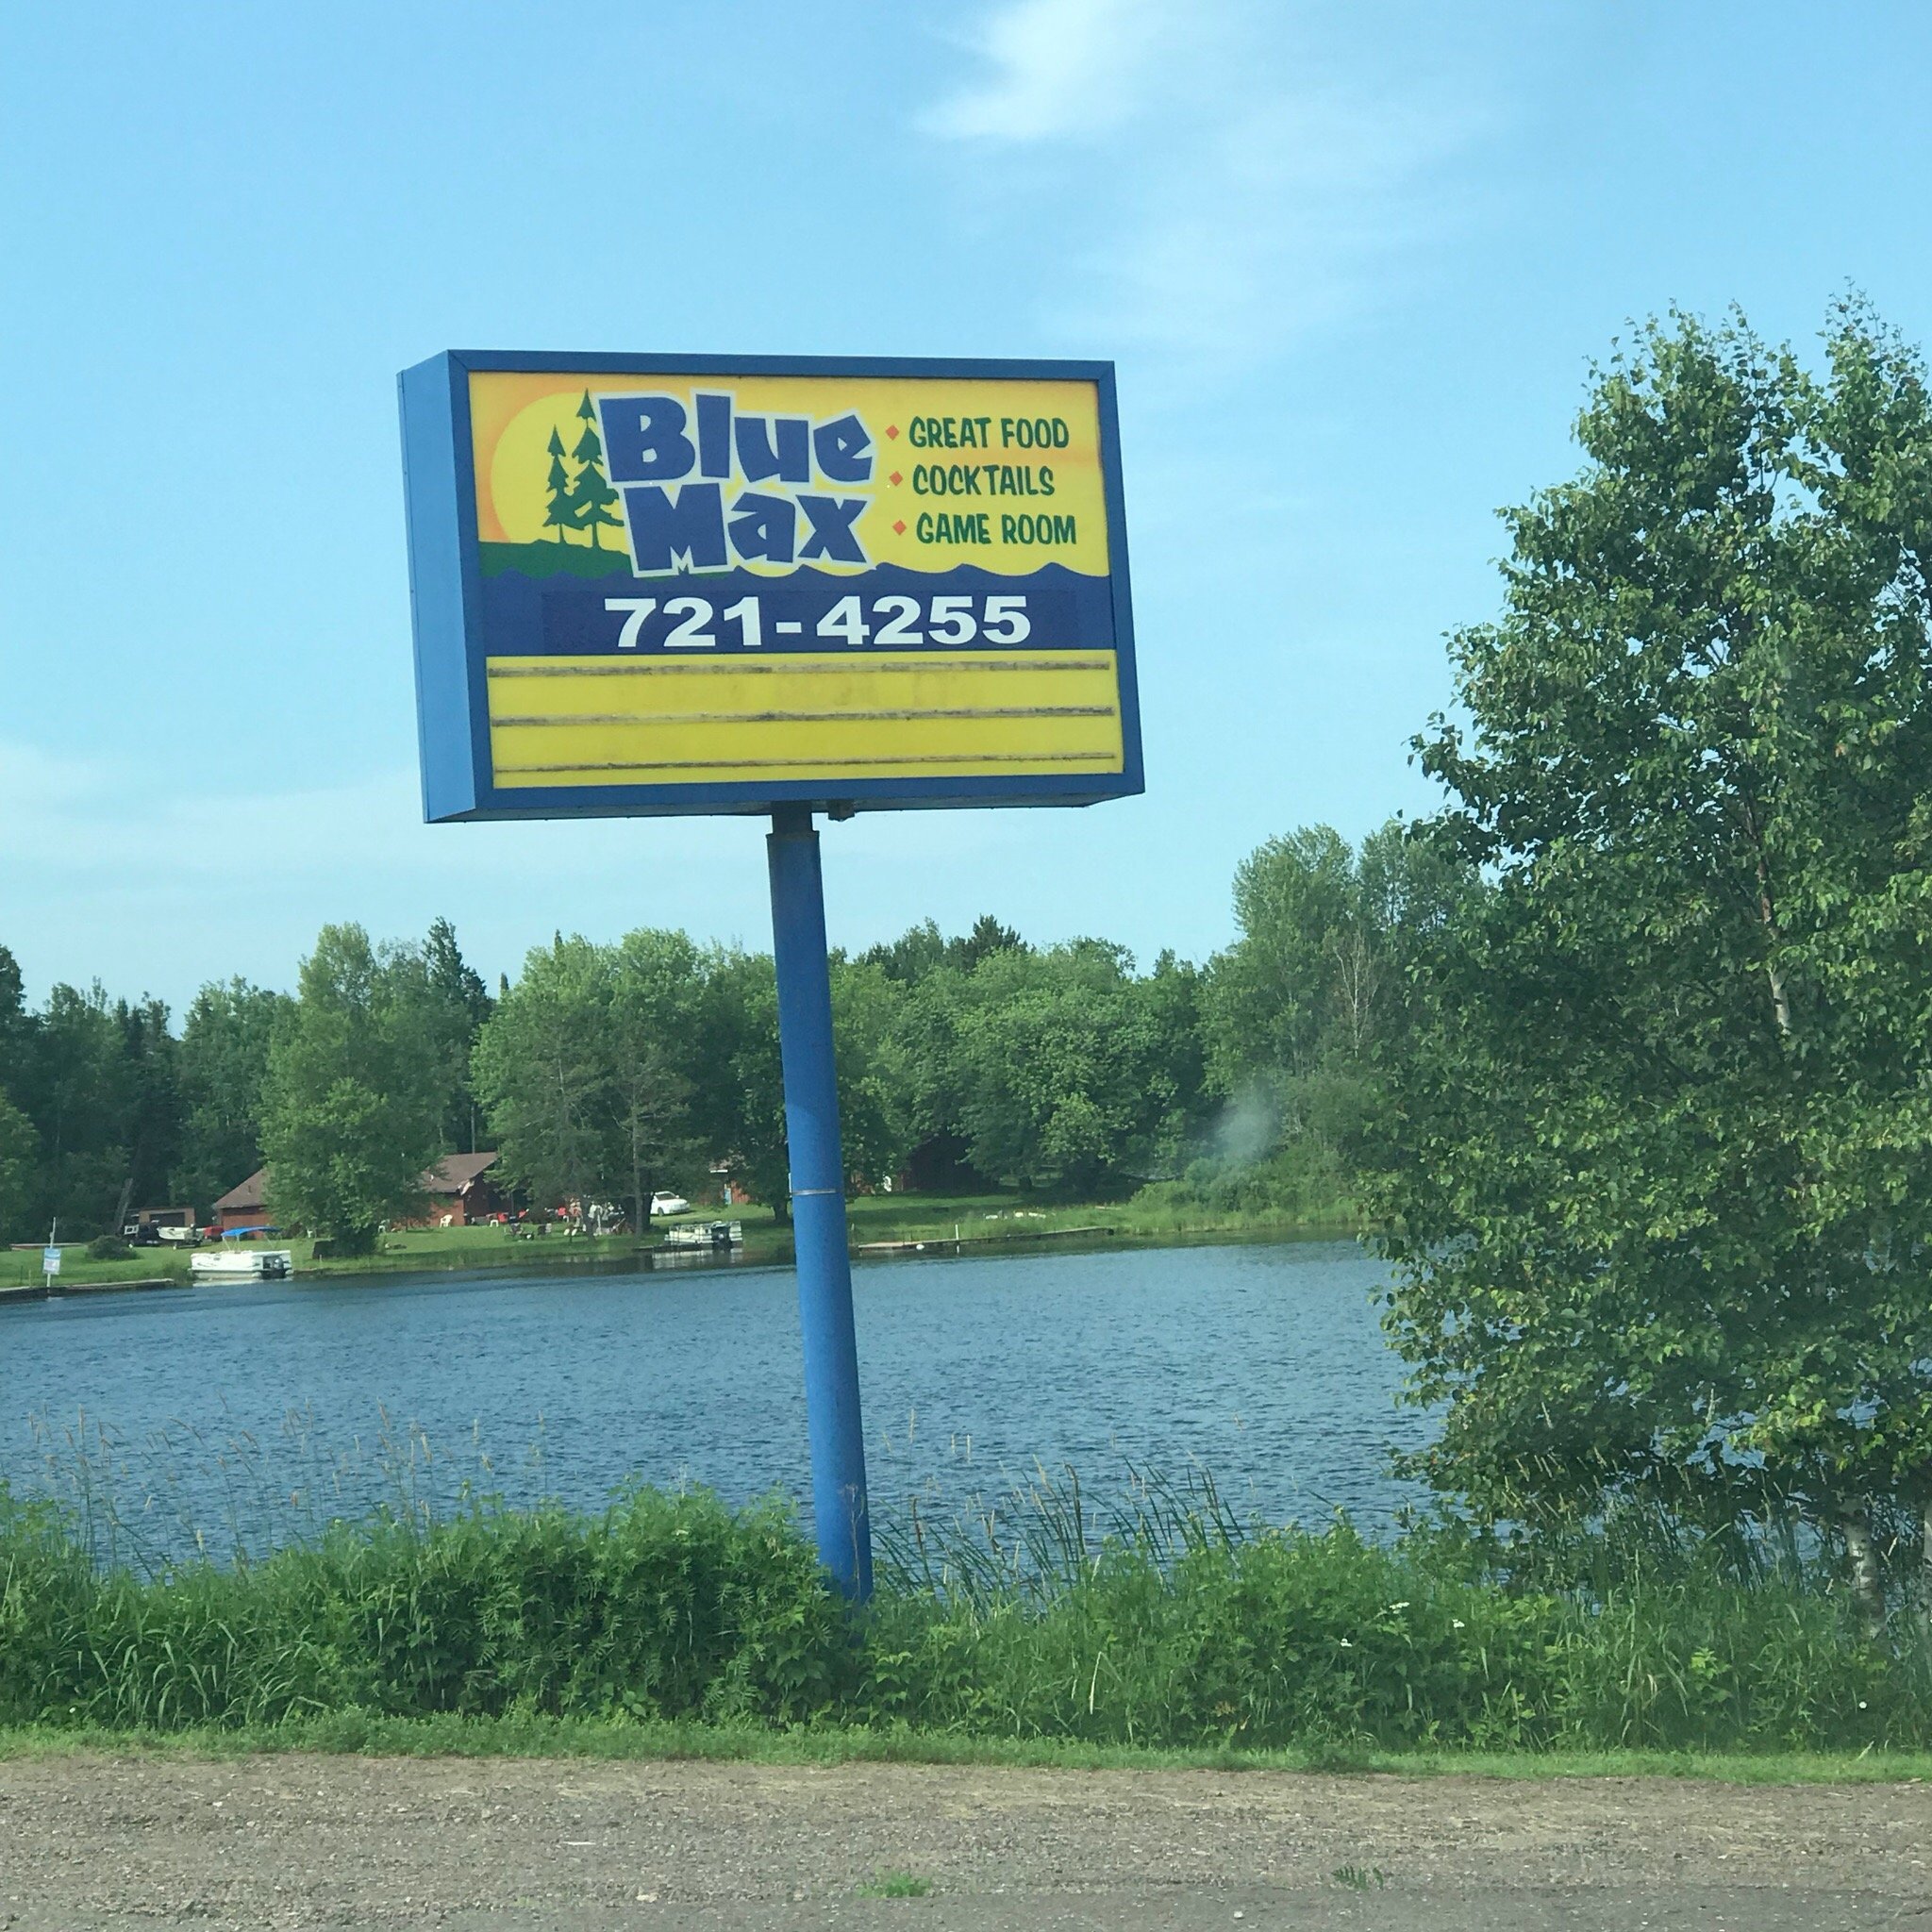 Blue
Max
GREAT FOOD
COCKTAILS
GAME ROOM
721-4255